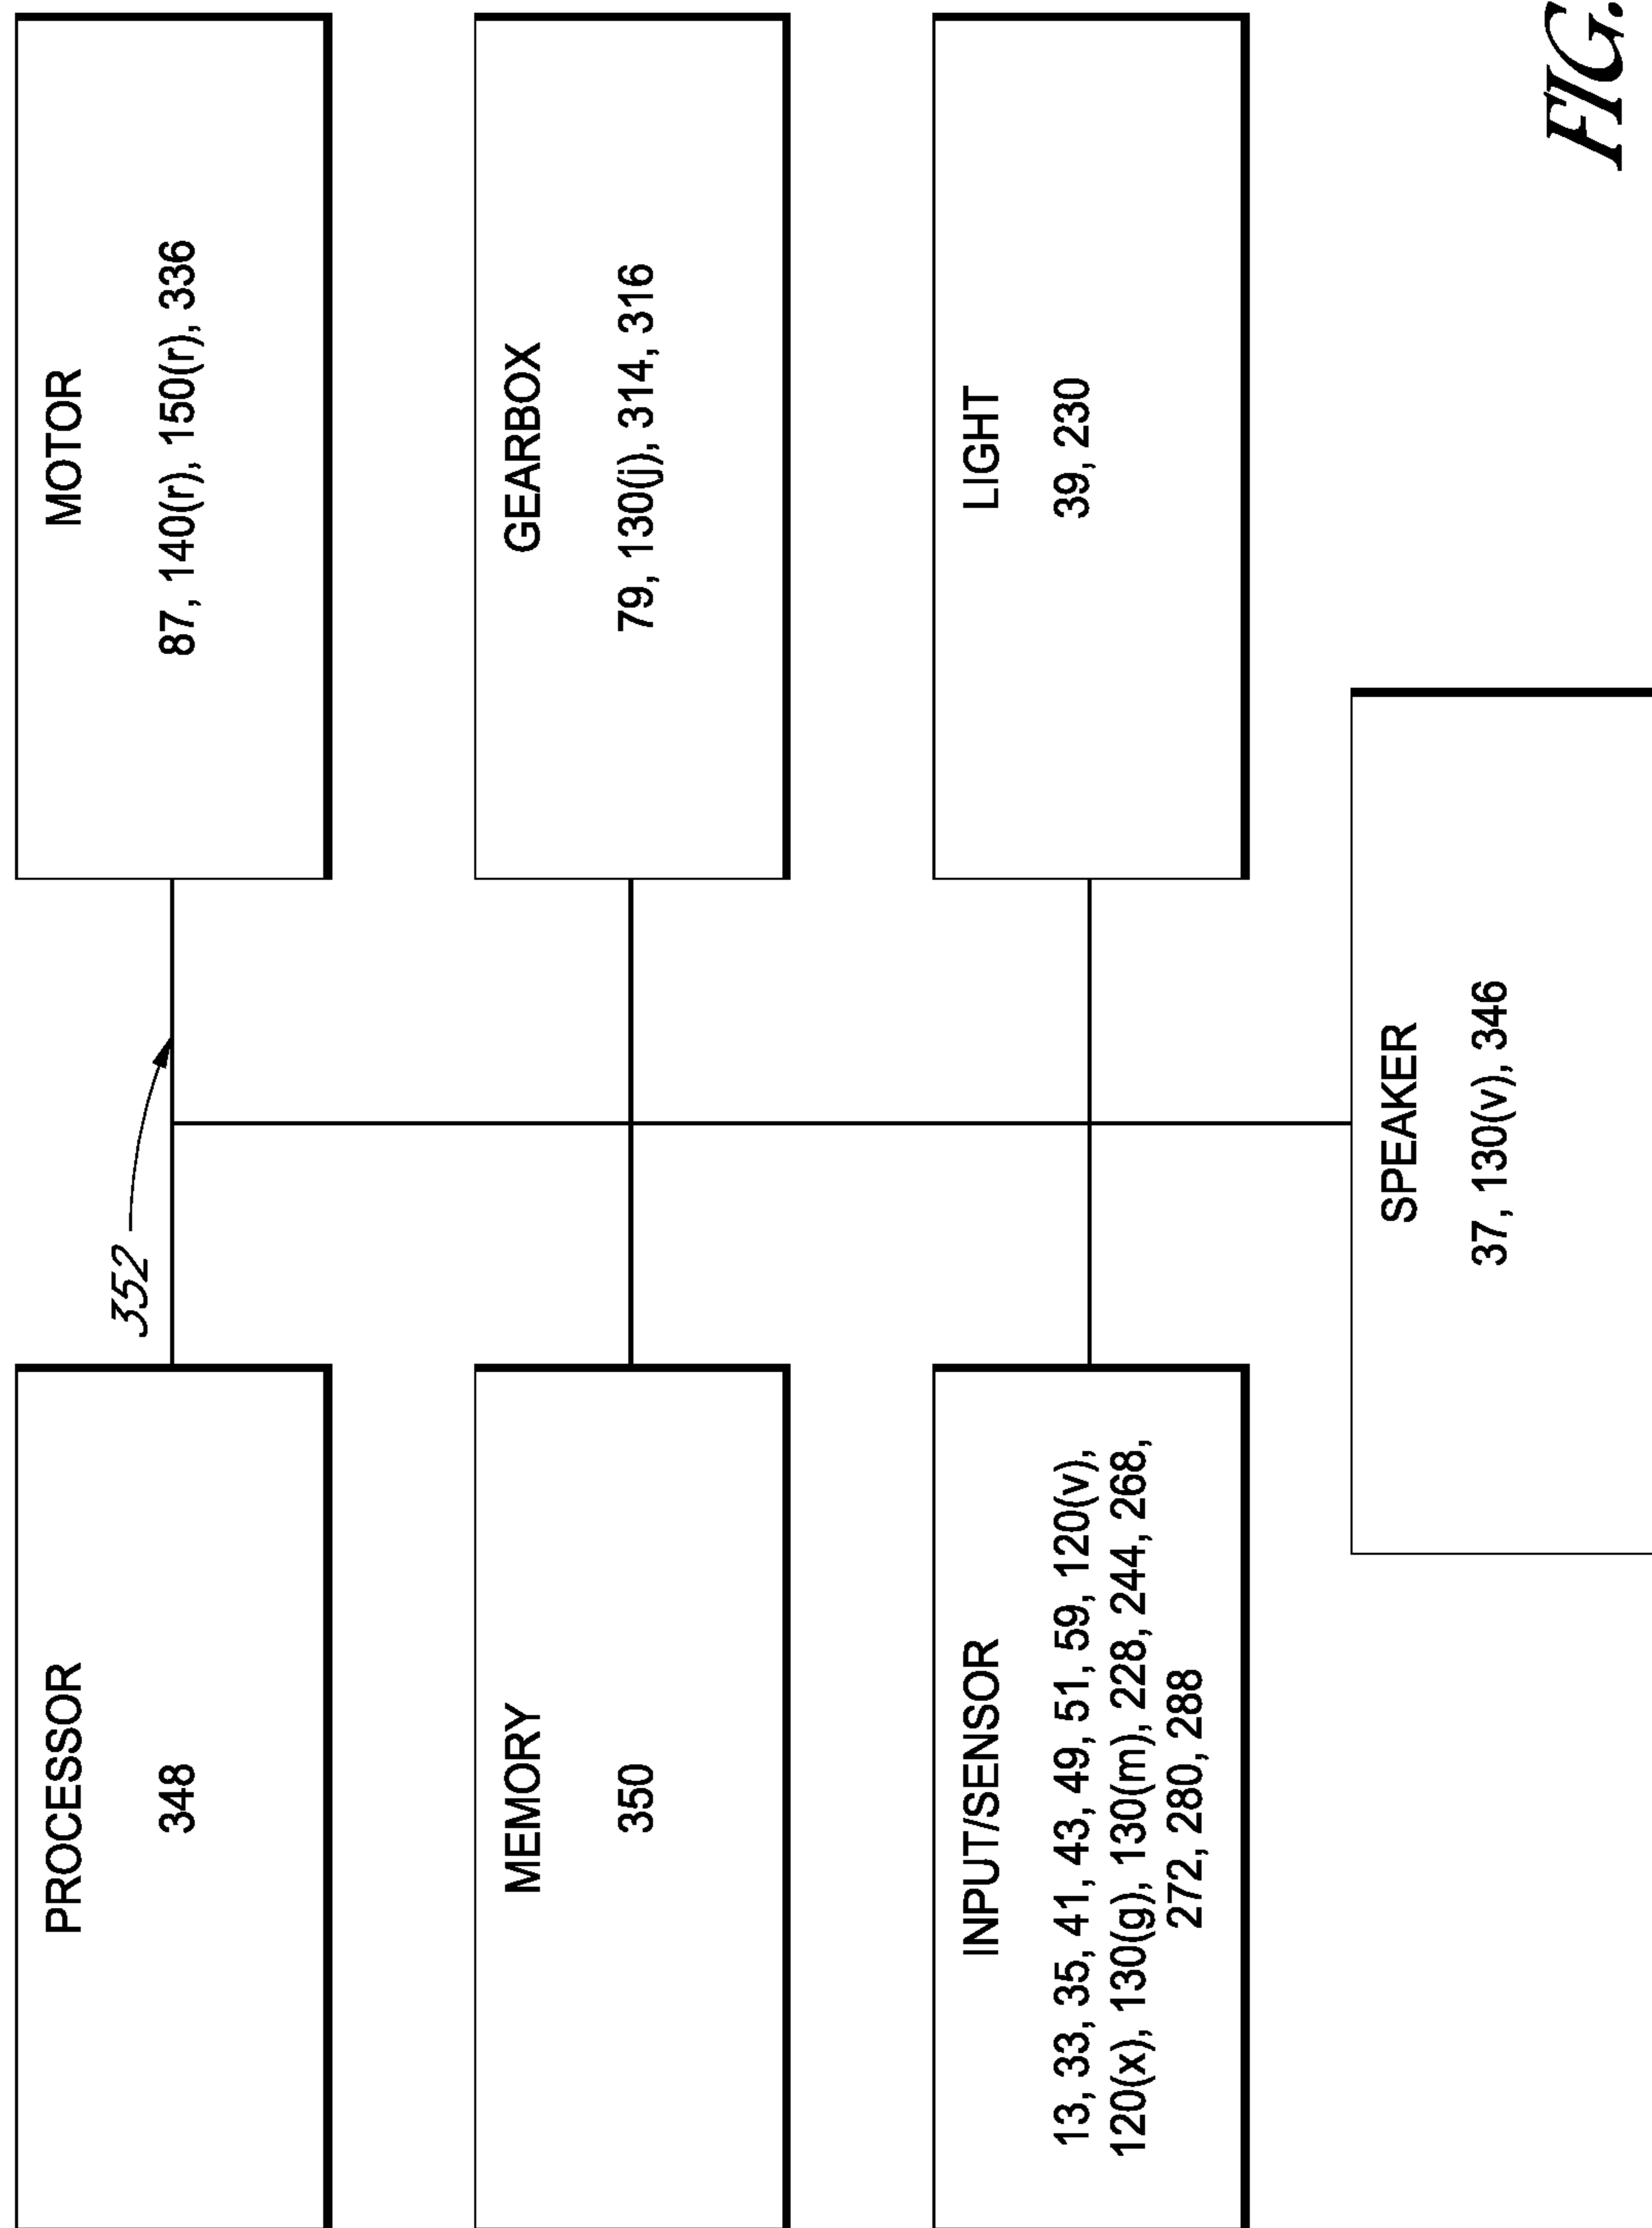 352
PROCESSOR
348
MOTOR
87, 140(r), 150(r), 336
MEMORY
350
GEARBOX
79, 130(j), 314, 316
INPUT/SENSOR
13, 33, 35, 41, 43, 49, 51, 59, 120(v),
120(x), 130(g), 130(m), 228, 244, 268,
272, 280, 288
LIGHT
39, 230
SPEAKER
37, 130(v), 346
FIG.